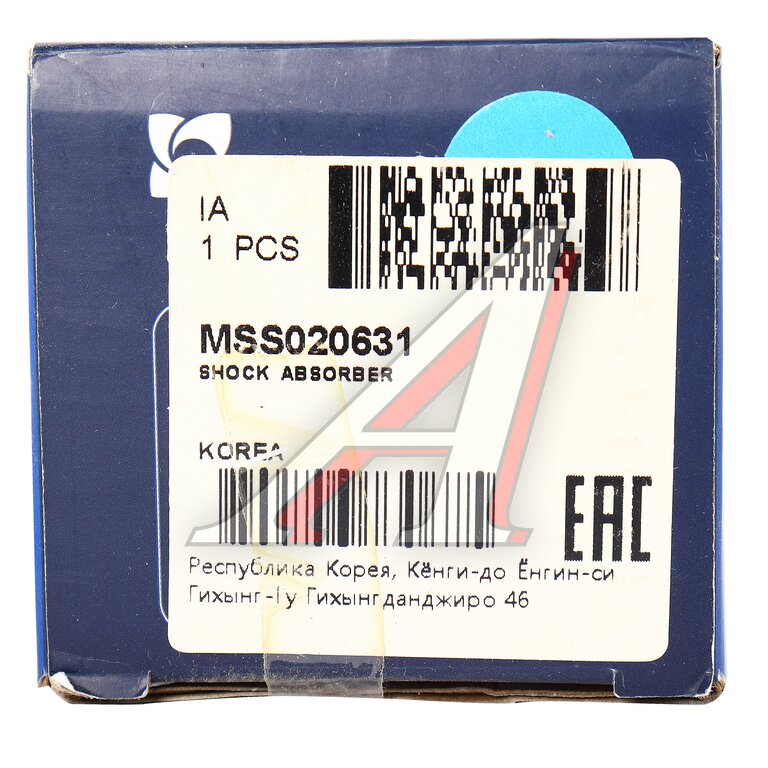 IA
1 PCS
MSS020631
SHOCK ABSORBER
KOREA
EAC
Республика Корея, Кёнги-до Ёнгин-си
Гихынг-Гу Гихынгданджиро 46